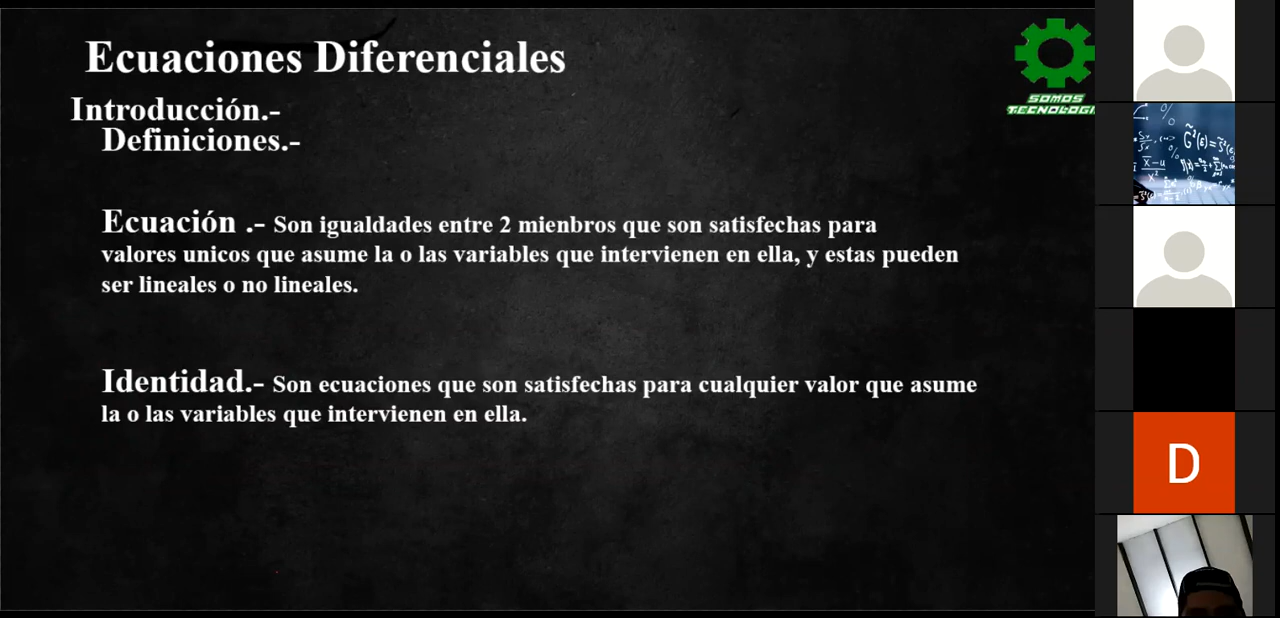 Ecuaciones Diferenciales
Introducción.-
Definiciones.-
Ecuación .- Son igualdades entre 2 mienbros que son satisfechas para
valores unicos que asume la o las variables que intervienen en ella, y estas pueden
ser lineales o no lineales.
Identidad.- Son ecuaciones que son satisfechas para cualquier valor que asume
la o las variables que intervienen en ella.
SOMOS
TECNOLOGI
D